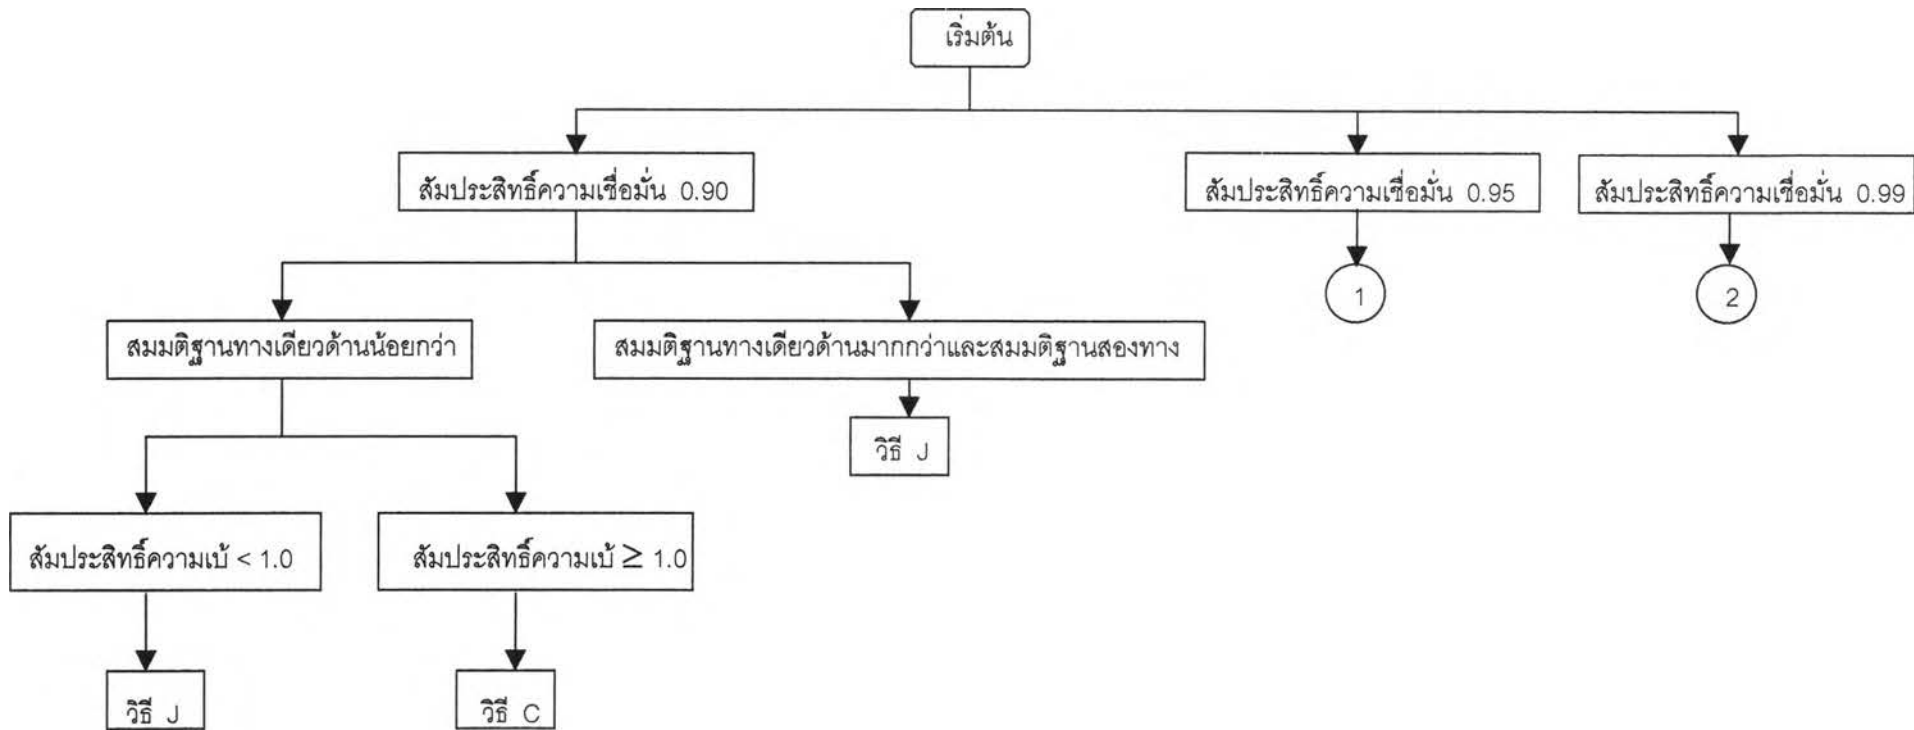 เริ่มต้น
สัมประสิทธิ์ความเชื่อมั่น 0.90
สัมประสิทธิ์ความเชื่อมั่น 0.95
สัมประสิทธิ์ความเชื่อมั่น 0.99
1
2
สมมติฐานทางเดียวด้านน้อยกว่า
สมมติฐานทางเดียวด้านมากกว่าและสมมติฐานสองทาง
วิธี J
สัมประสิทธิ์ความเบ้ < 1.0
สัมประสิทธิ์ความเบ้ ≥ 1.0
วิธี J
วิธี C